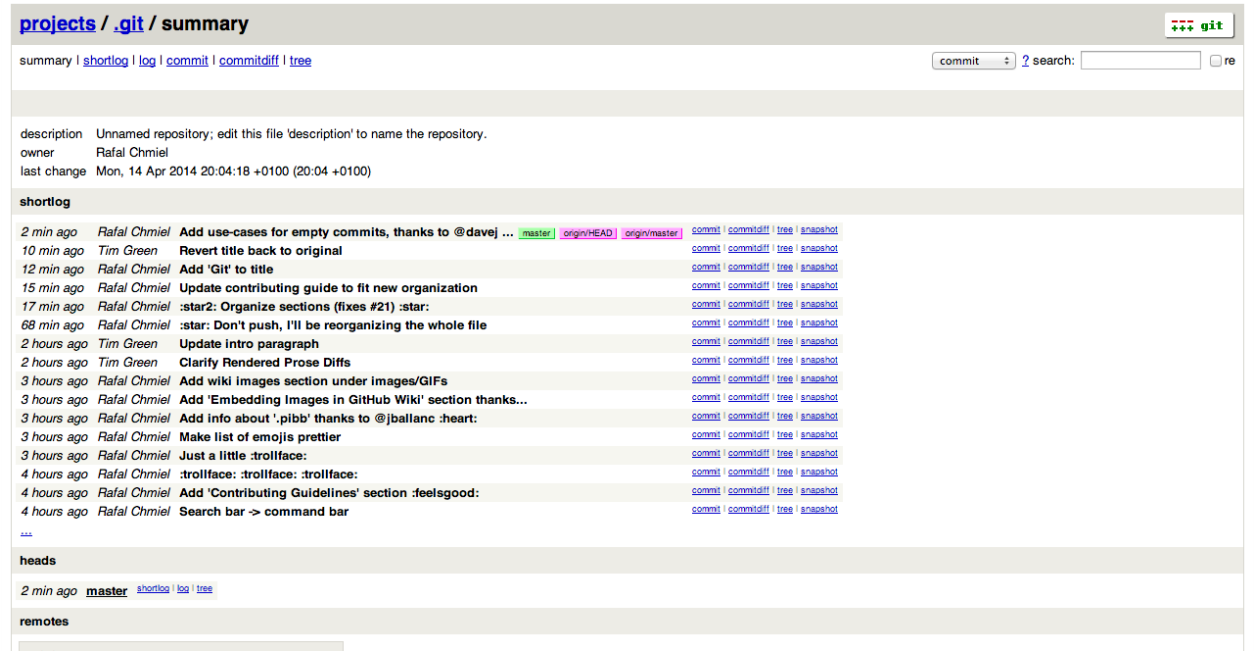 projects / .git / summary
git
summary | shortlog | log | commit | commitdiff | tree
commit ? search: re
description Unnamed repository; edit this file 'description' to name the repository.
owner Rafal Chmiel
last change Mon, 14 Apr 2014 20:04:18 +0100 (20:04 +0100)
shortlog
2 min ago Rafal Chmiel Add use-cases for empty commits, thanks to @davej ... master origin/HEAD origin/master commit | commitdiff | tree | snapshot
10 min ago Tim Green Revert title back to original commit | commitdiff | tree | snapshot
12 min ago Rafal Chmiel Add 'Git' to title commit | commitdiff | tree | snapshot
15 min ago Rafal Chmiel Update contributing guide to fit new organization commit | commitdiff | tree | snapshot
17 min ago Rafal Chmiel :star2: Organize sections (fixes #21) :star: commit | commitdiff | tree | snapshot
68 min ago Rafal Chmiel :star: Don't push, I'll be reorganizing the whole file commit | commitdiff | tree | snapshot
2 hours ago Tim Green Update intro paragraph commit | commitdiff | tree | snapshot
2 hours ago Tim Green Clarify Rendered Prose Diffs commit | commitdiff | tree | snapshot
3 hours ago Rafal Chmiel Add wiki images section under images/GIFs commit | commitdiff | tree | snapshot
3 hours ago Rafal Chmiel Add 'Embedding Images in GitHub Wiki' section thanks... commit | commitdiff | tree | snapshot
3 hours ago Rafal Chmiel Add info about '.pibb' thanks to @jballanc :heart: commit | commitdiff | tree | snapshot
3 hours ago Rafal Chmiel Make list of emojis prettier commit | commitdiff | tree | snapshot
3 hours ago Rafal Chmiel Just a little :trollface: commit | commitdiff | tree | snapshot
4 hours ago Rafal Chmiel :trollface: :trollface: :trollface: commit | commitdiff | tree | snapshot
4 hours ago Rafal Chmiel Add 'Contributing Guidelines' section :feelsgood: commit | commitdiff | tree | snapshot
4 hours ago Rafal Chmiel Search bar -> command bar commit | commitdiff | tree | snapshot
...
heads
2 min ago master shortlog | log | tree
remotes